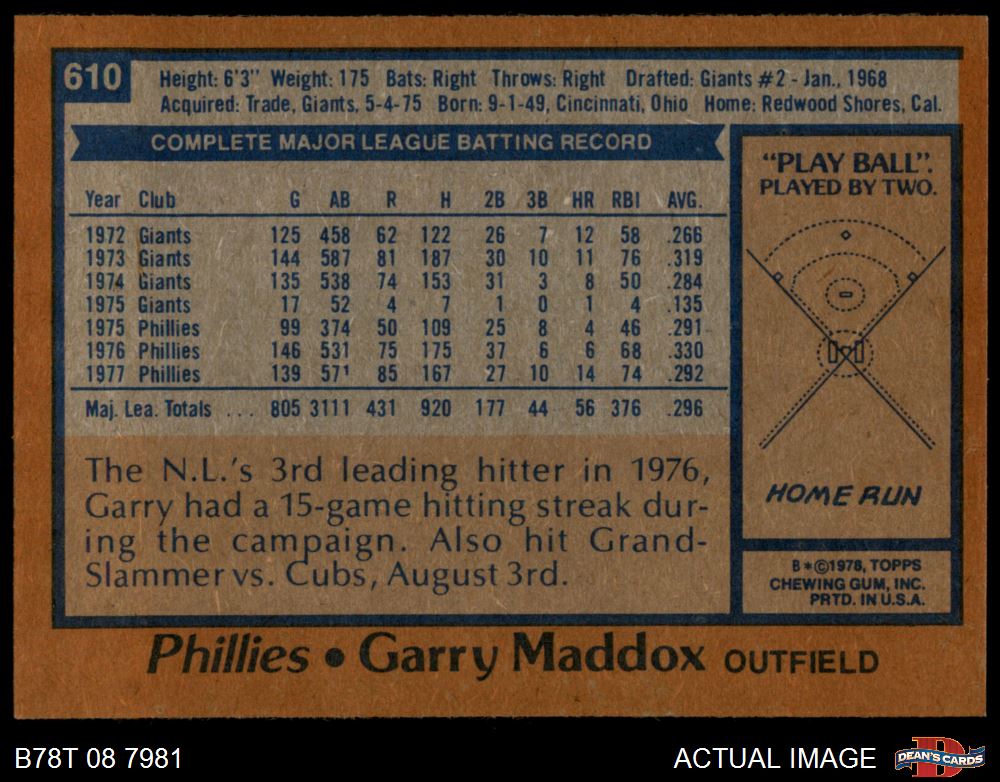 610
Height: 6'3" Weight: 175 Bats: Right Throws: Right Drafted: Giants #2 - Jan., 1968
Acquired: Trade, Giants, 5-4-75 Born: 9-1-49, Cincinnati, Ohio Home: Redwood Shores, Cal.
COMPLETE MAJOR LEAGUE BATTING RECORD
Year Club G AB R H 2B 3B HR RBI AVG.
1972 Giants 125 458 62 122 26 7 12 58 .266
1973 Giants 144 587 81 187 30 10 11 76 .319
1974 Giants 135 538 74 153 31 3 8 50 .284
1975 Giants 17 52 4 7 1 0 1 4 .135
1975 Phillies 99 374 50 109 25 8 4 46 .291
1976 Phillies 146 531 75 175 37 6 6 68 .330
1977 Phillies 139 571 85 167 27 10 14 74 .292
Maj. Lea. Totals ... 805 3111 431 920 177 44 56 376 .296
The N.L.'s 3rd leading hitter in 1976,
Garry had a 15-game hitting streak dur-
ing the campaign. Also hit Grand-
Slammer vs. Cubs, August 3rd.
"PLAY BALL".
PLAYED BY TWO.
HOME RUN
B*©1978, TOPPS
CHEWING GUM, INC.
PRTD. IN U.S.A.
Phillies • Garry Maddox OUTFIELD
B78T 08 7981
ACTUAL IMAGE
D
DEAN'S CARDS